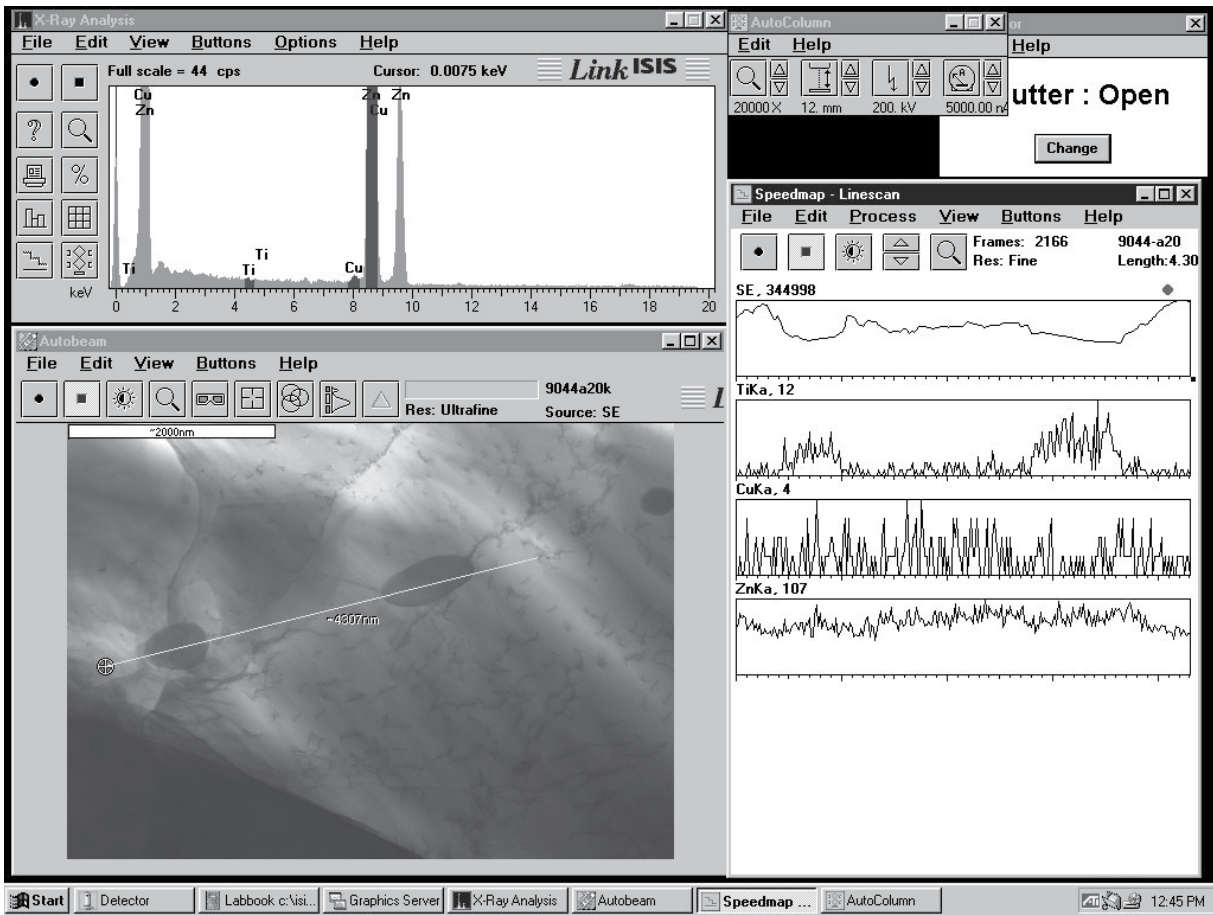 X-Ray Analysis
File Edit View Buttons Options Help
Full scale = 44 cps Cursor: 0.0075 keV Link ISIS
Cu
Zn
Zn Zn
Cu
Ti Ti Ti Cu
keV 0 2 4 6 8 10 12 14 16 18 20
AutoColumn
Edit Help
20000X 12. mm 200. kV 5000.00 nA
or
Help
utter : Open
Change
Autobeam
File Edit View Buttons Help
9044a20k
Res: Ultrafine Source: SE
~2000nm
~4307nm
Speedmap - Linescan
File Edit Process View Buttons Help
Frames: 2166 9044-a20
Res: Fine Length:4.30
SE, 344998
TiKa, 12
CuKa, 4
ZnKa, 107
Start Detector Labbook c:\isi... Graphics Server X-Ray Analysis Autobeam Speedmap ... AutoColumn 12:45 PM